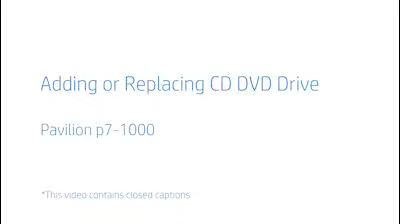 Adding or Replacing CD DVD Drive
Pavilion p7-1000
*This video contains closed captions